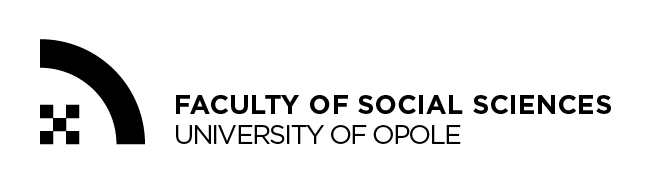 FACULTY OF SOCIAL SCIENCES
UNIVERSITY OF OPOLE